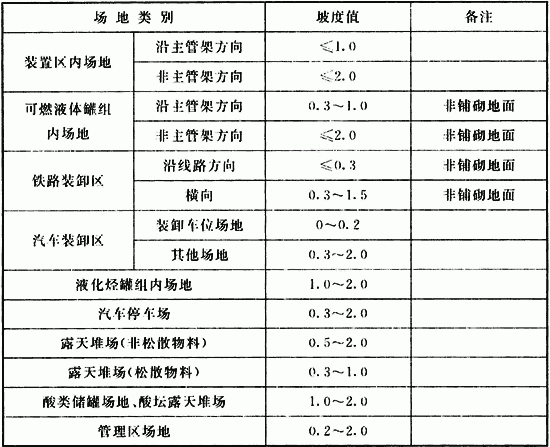 场地类别 坡度值 备注
装置区内场地 沿主管架方向 ≤1.0
非主管架方向 ≤2.0
可燃液体罐组内场地 沿主管架方向 0.3～1.0 非铺砌地面
非主管架方向 ≤2.0 非铺砌地面
铁路装卸区 沿线路方向 ≤0.3 非铺砌地面
横向 0.3～1.5 非铺砌地面
汽车装卸区 装卸车位场地 0～0.2
其他场地 0.3～2.0
液化烃罐组内场地 1.0～2.0
汽车停车场 0.3～2.0
露天堆场(非松散物料) 0.5～2.0
露天堆场(松散物料) 0.3～1.0
酸类储罐场地、酸坛露天堆场 1.0～2.0
管理区场地 0.2～2.0